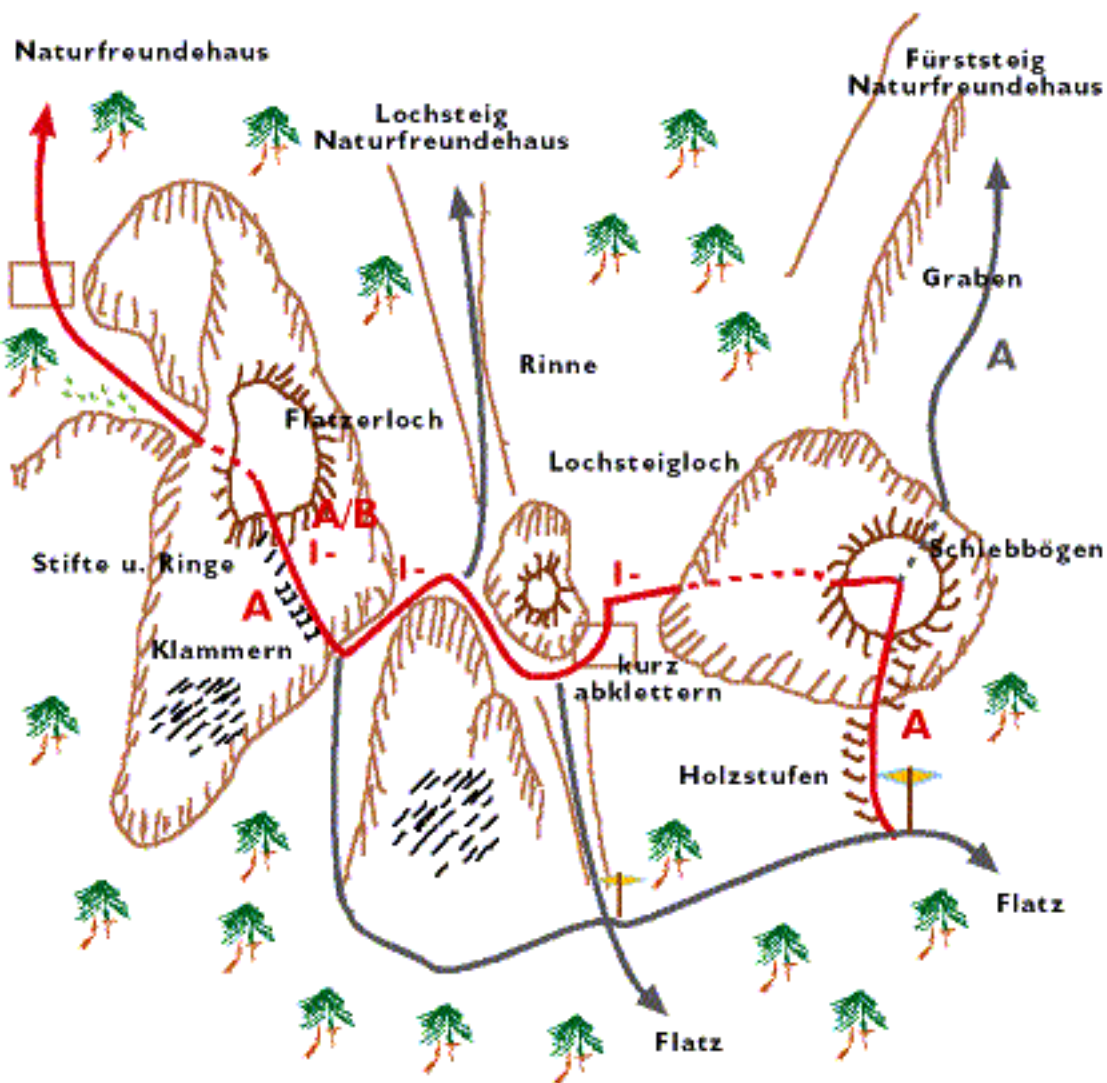 Naturfreundehaus
Fürststeig
Naturfreundehaus
Lochsteig
Naturfreundehaus
Graben
A
Rinne
Flatzerloch
Lochsteigloch
A/B
I-
I-
I-
Schiebbögen
Stifte u. Ringe
A
Klammern
kurz
abklettern
A
Holzstufen
Flatz
Flatz